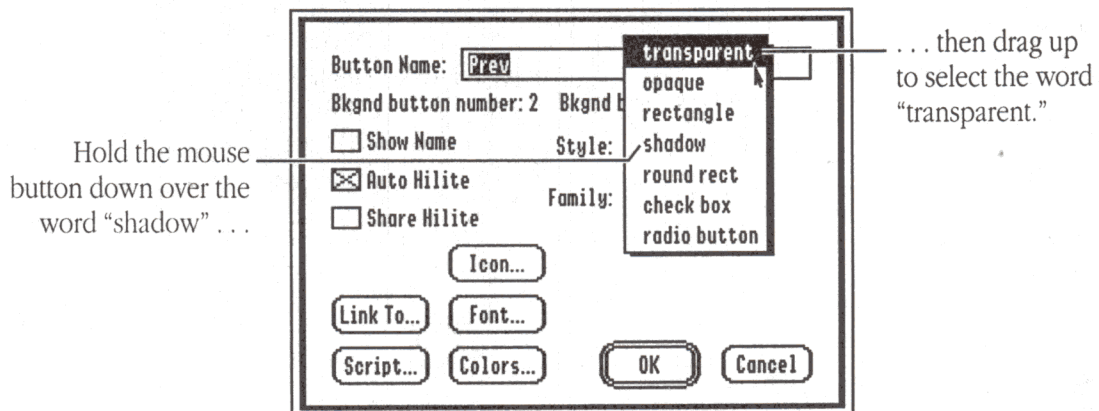 Button Name: Prev
Bkgnd button number: 2 Bkgnd b
Show Name
Auto Hilite
Share Hilite
Style:
Family:
transparent
opaque
rectangle
shadow
round rect
check box
radio button
Icon...
Link To... Font...
Script... Colors... OK Cancel
Hold the mouse
button down over the
word “shadow” . . .
. . . then drag up
to select the word
“transparent.”